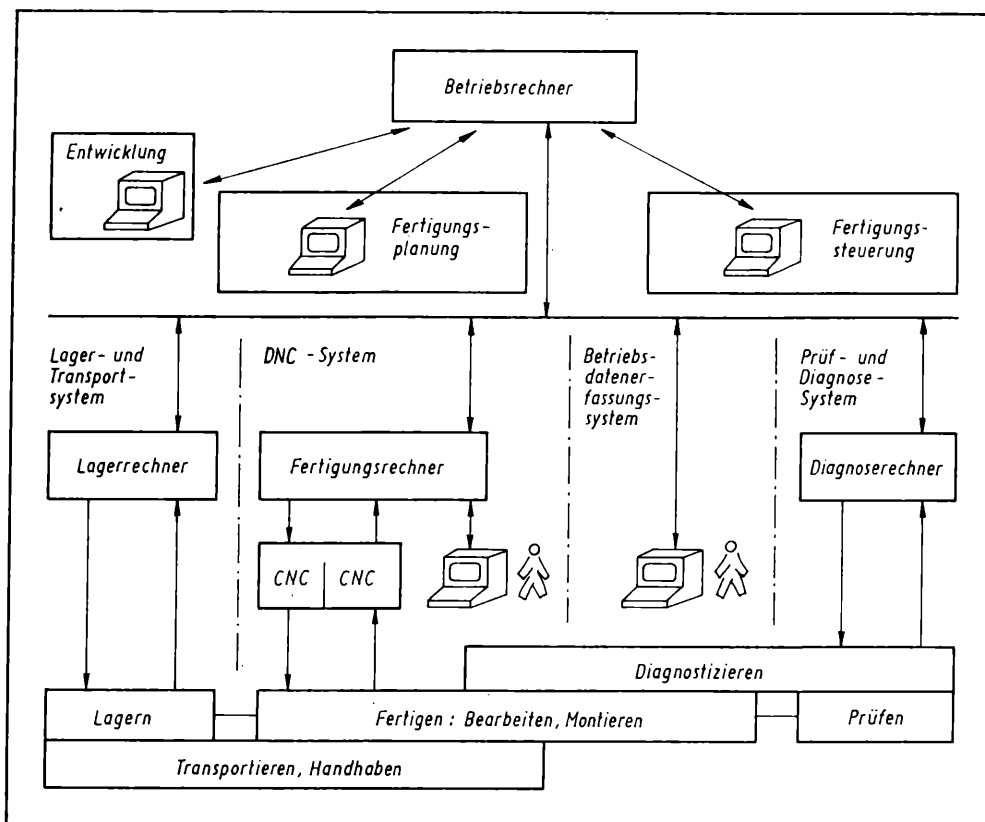 Betriebsrechner
Entwicklung
Fertigungs-
planung
Fertigungs-
steuerung
Lager- und
Transport-
system
DNC - System
Betriebs-
datener-
fassungs-
system
Prüf- und
Diagnose-
System
Lagerrechner
Fertigungsrechner
Diagnoserechner
CNC
CNC
Diagnostizieren
Lagern
Fertigen : Bearbeiten, Montieren
Prüfen
Transportieren, Handhaben